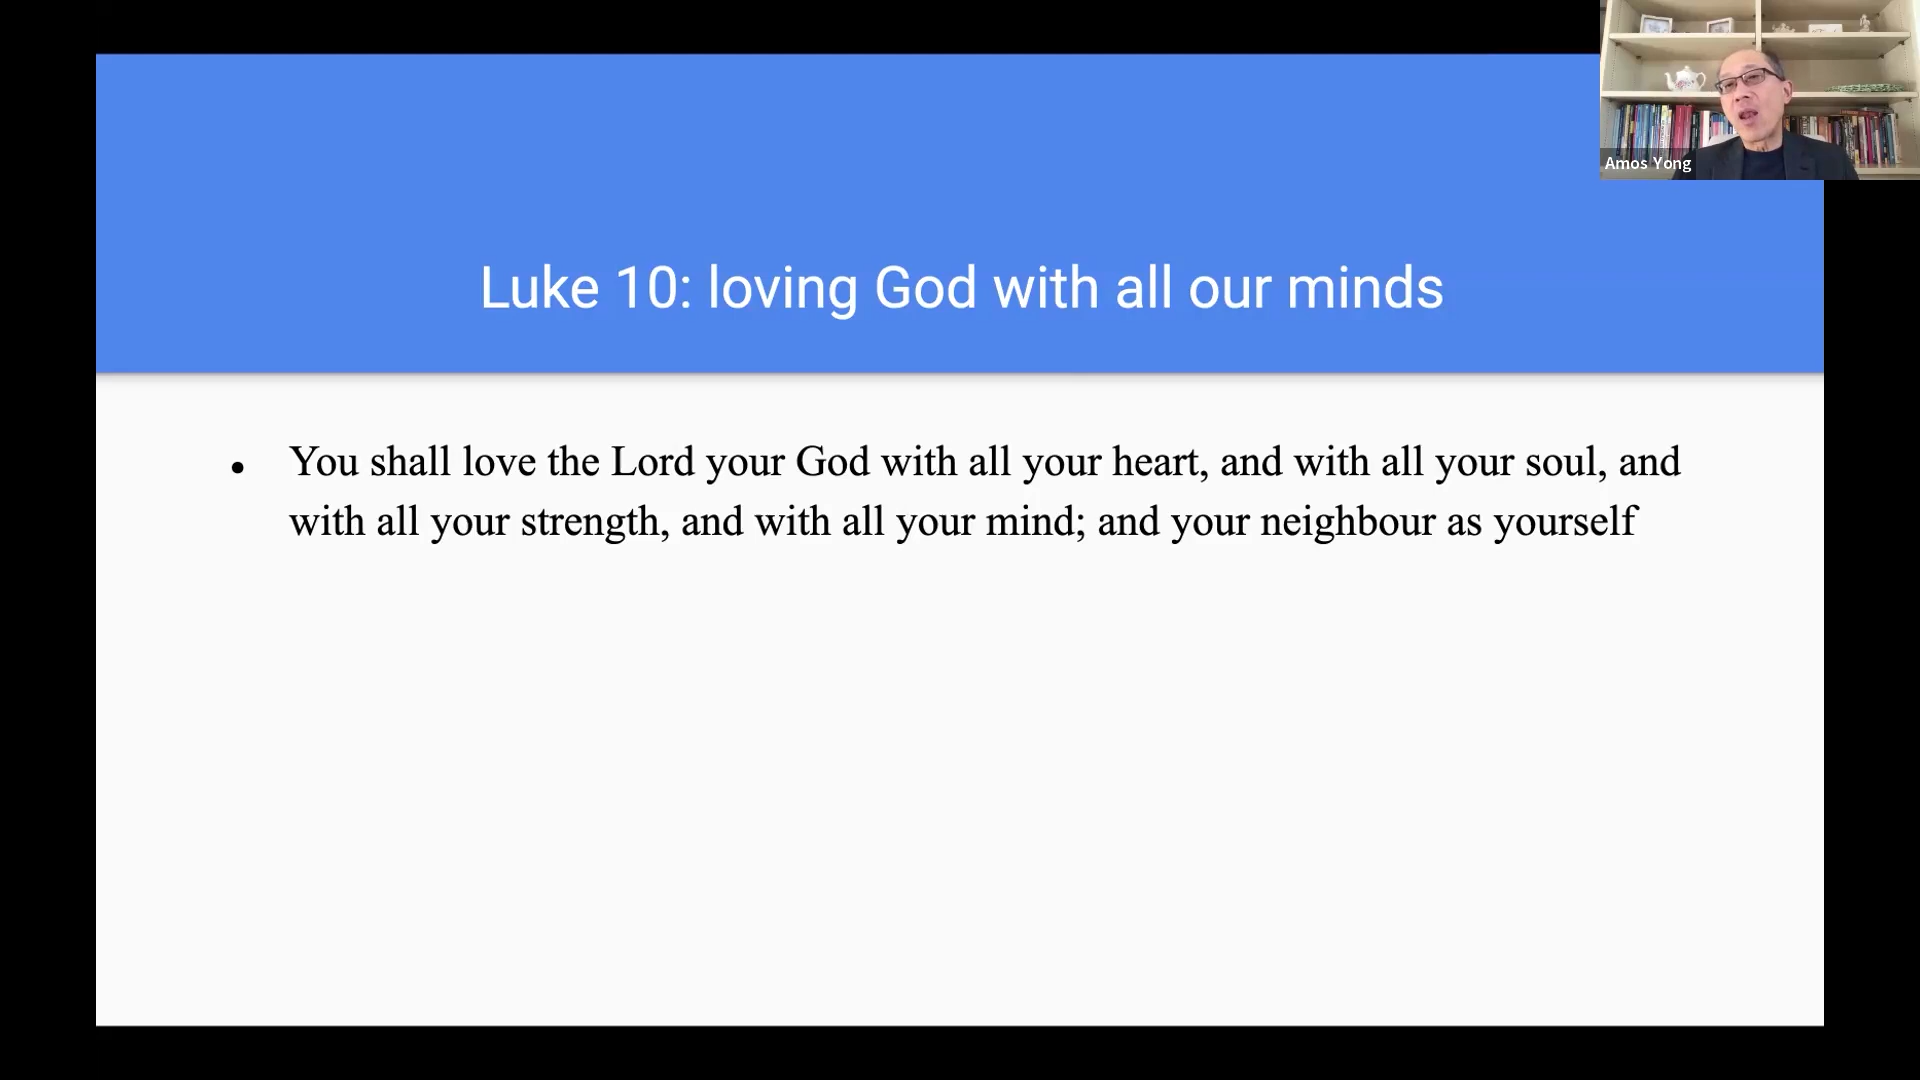 Amos Yong
Luke 10: loving God with all our minds
● You shall love the Lord your God with all your heart, and with all your soul, and
with all your strength, and with all your mind; and your neighbour as yourself